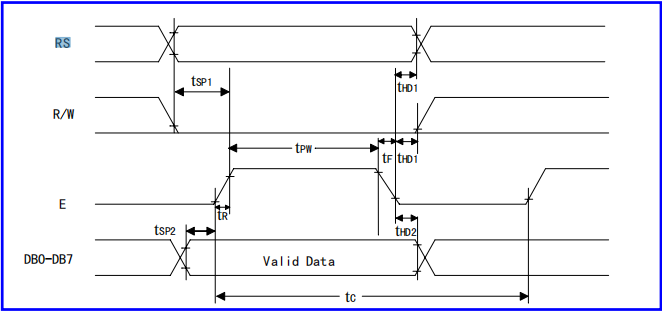 RS
tSP1
tHD1
R/W
tPW
tF
tHD1
E
tR
tSP2
tHD2
DB0-DB7
Valid Data
tC